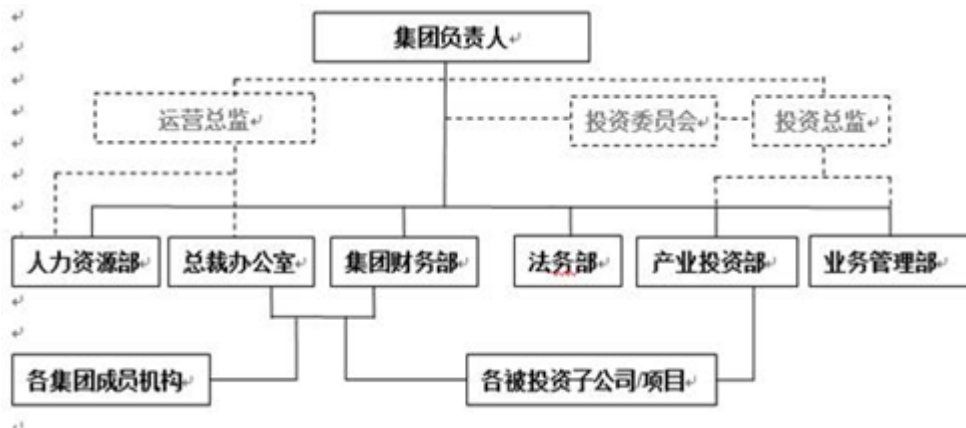 集团负责人
运营总监
投资委员会
投资总监
人力资源部
总裁办公室
集团财务部
法务部
产业投资部
业务管理部
各集团成员机构
各被投资子公司/项目